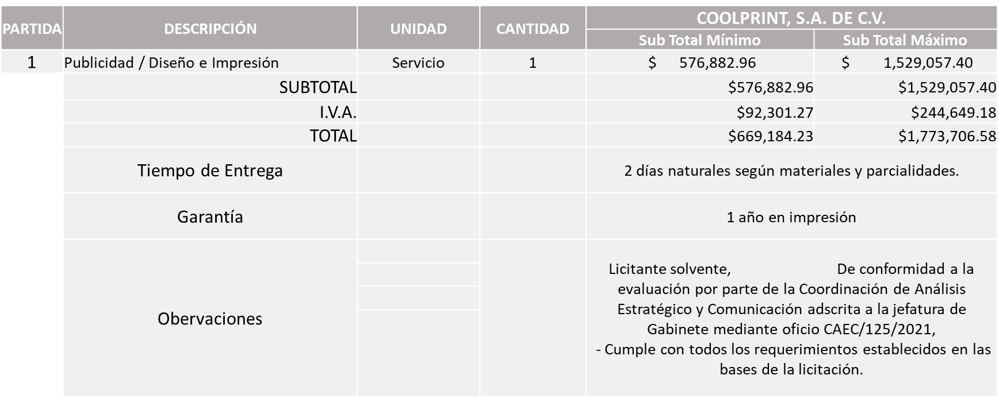 PARTIDA DESCRIPCIÓN UNIDAD CANTIDAD COOLPRINT, S.A. DE C.V.
Sub Total Mínimo Sub Total Máximo
1 Publicidad / Diseño e Impresión Servicio 1 $ 576,882.96 $ 1,529,057.40
SUBTOTAL $576,882.96 $1,529,057.40
I.V.A. $92,301.27 $244,649.18
TOTAL $669,184.23 $1,773,706.58
Tiempo de Entrega 2 días naturales según materiales y parcialidades.
Garantía 1 año en impresión
Obervaciones
Licitante solvente, De conformidad a la
evaluación por parte de la Coordinación de Análisis
Estratégico y Comunicación adscrita a la jefatura de
Gabinete mediante oficio CAEC/125/2021,
- Cumple con todos los requerimientos establecidos en las
bases de la licitación.